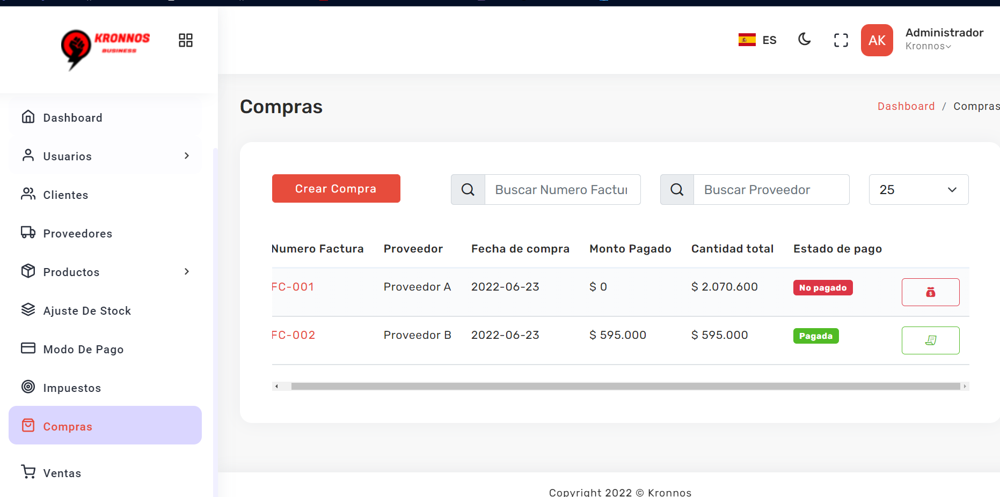 KRONNOS
BUSINESS
ES
AK
Administrador
Kronnos
Dashboard
Usuarios
Clientes
Proveedores
Productos
Ajuste De Stock
Modo De Pago
Impuestos
Compras
Ventas
Compras
Dashboard / Compras
Crear Compra
Buscar Numero Factur
Buscar Proveedor
25
Numero Factura Proveedor Fecha de compra Monto Pagado Cantidad total Estado de pago
FC-001 Proveedor A 2022-06-23 $ 0 $ 2.070.600 No pagado
FC-002 Proveedor B 2022-06-23 $ 595.000 $ 595.000 Pagada
Copyright 2022 © Kronnos